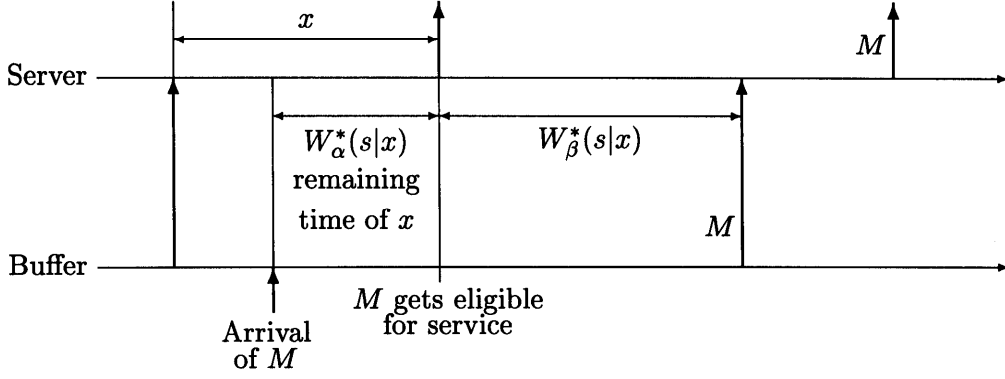 x
M
Server
W*α(s|x)
remaining
time of x
W*β(s|x)
M
Buffer
Arrival
of M
M gets eligible
for service